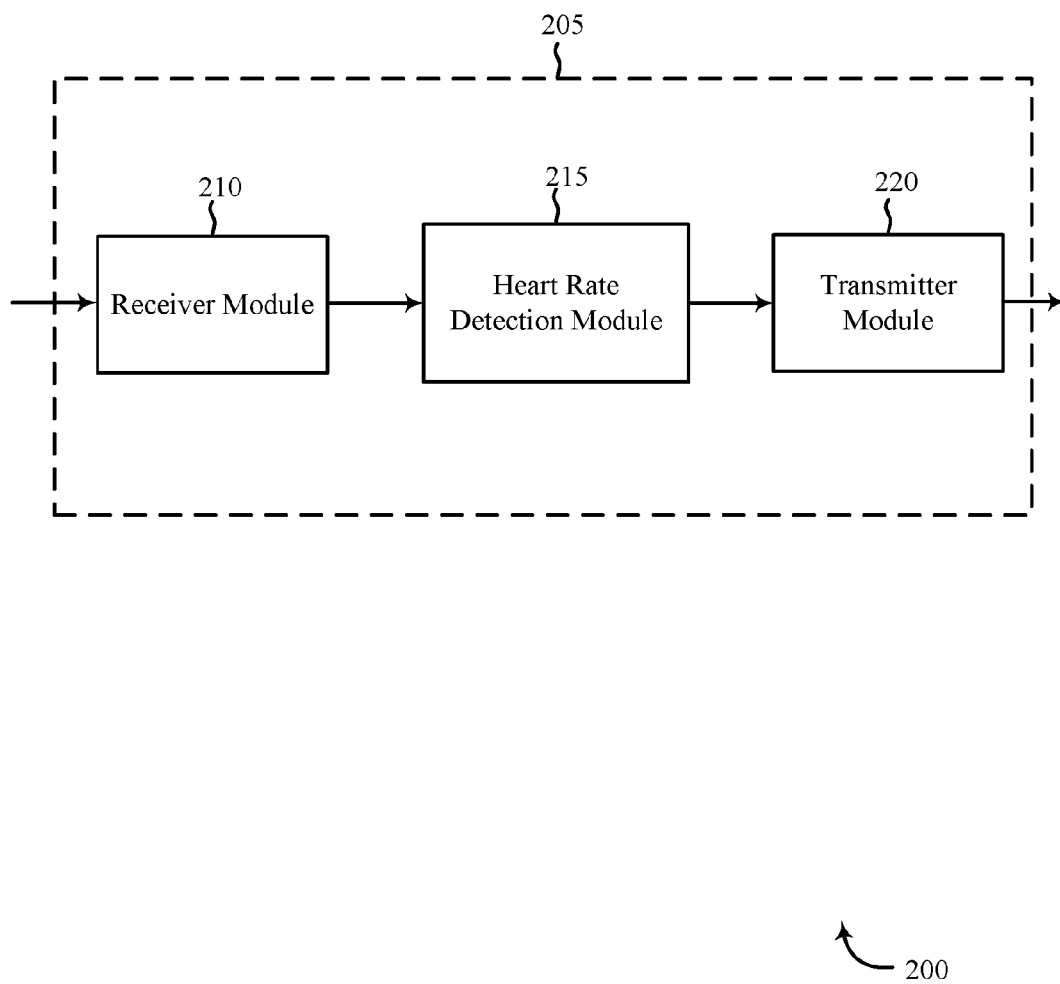 205
210
215
220
Receiver Module
Heart Rate
Detection Module
Transmitter
Module
200